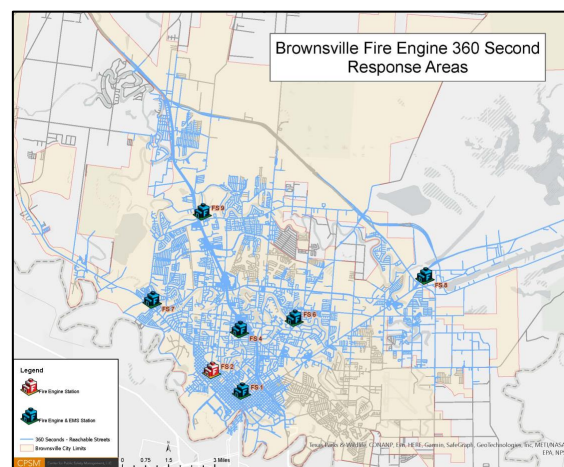 Brownsville Fire Engine 360 Second
Response Areas
FS 9
FS 8
FS 7
FS 6
FS 4
FS 2
FS 1
Legend
Fire Engine Station
Fire Engine & EMS Station
360 Seconds - Reachable Streets
Brownsville City Limits
CPSM
0 0.75 1.5 3 Miles
Texas Parks & Wildlife, CONANP, Esri, HERE, Garmin, SafeGraph, GeoTechnologies, Inc, METI/NASA
EPA, NPS